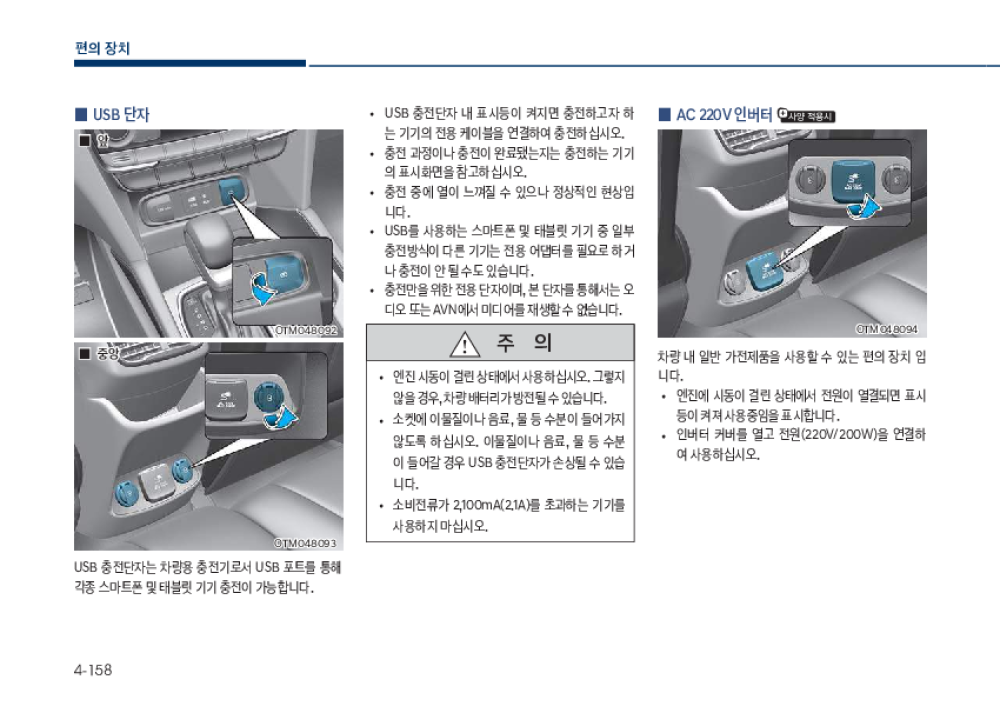 편의 장치
■ USB 단자
■ 앞
OTM048092
■ 중앙
OTM048093
USB 충전단자는 차량용 충전기로서 USB 포트를 통해
각종 스마트폰 및 태블릿 기기 충전이 가능합니다.
• USB 충전단자 내 표시등이 켜지면 충전하고자 하
는 기기의 전용 케이블을 연결하여 충전하십시오.
• 충전 과정이나 충전이 완료됐는지는 충전하는 기기
의 표시화면을 참고하십시오.
• 충전 중에 열이 느껴질 수 있으나 정상적인 현상입
니다.
• USB를 사용하는 스마트폰 및 태블릿 기기 중 일부
충전방식이 다른 기기는 전용 어댑터를 필요로 하거
나 충전이 안 될 수도 있습니다.
• 충전만을 위한 전용 단자이며, 본 단자를 통해서는 오
디오 또는 AVN에서 미디어를 재생할 수 없습니다.
주 의
• 엔진 시동이 걸린 상태에서 사용하십시오. 그렇지
않을 경우, 차량 배터리가 방전될 수 있습니다.
• 소켓에 이물질이나 음료, 물 등 수분이 들어가지
않도록 하십시오. 이물질이나 음료, 물 등 수분
이 들어갈 경우 USB 충전단자가 손상될 수 있습
니다.
• 소비전류가 2,100mA(2.1A)를 초과하는 기기를
사용하지 마십시오.
■ AC 220V 인버터 사양 적용시
OTM048094
차량 내 일반 가전제품을 사용할 수 있는 편의 장치 입
니다.
• 엔진에 시동이 걸린 상태에서 전원이 연결되면 표시
등이 켜져 사용중임을 표시합니다.
• 인버터 커버를 열고 전원(220V/200W)을 연결하
여 사용하십시오.
4-158